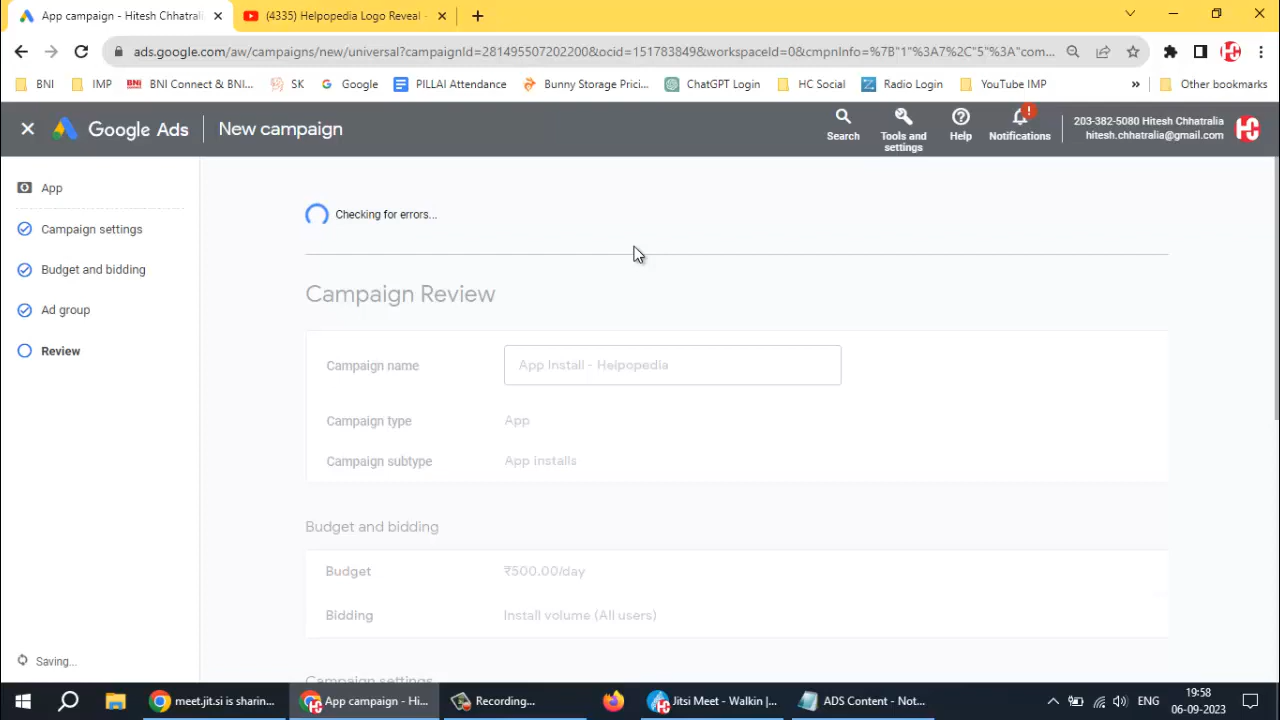 App campaign - Hitesh Chhatrali
(4335) Helpopedia Logo Reveal -
ads.google.com/aw/campaigns/new/universal?campaignId=281495507202200&ocid=151783849&workspaceId=0&cmpnInfo=%7B"1"%3A7%2C"5"%3A"com...
BNI
IMP
BNI Connect & BNI...
SK
Google
PILLAI Attendance
Bunny Storage Prici...
ChatGPT Login
HC Social
Radio Login
YouTube IMP
»
Other bookmarks
Google Ads
New campaign
Search
Tools and settings
Help
Notifications
203-382-5080 Hitesh Chhatralia
hitesh.chhatralia@gmail.com
App
Campaign settings
Budget and bidding
Ad group
Review
Saving...
Checking for errors...
Campaign Review
Campaign name
App Install - Helpopedia
Campaign type
App
Campaign subtype
App installs
Budget and bidding
Budget
₹500.00/day
Bidding
Install volume (All users)
Campaign settings
meet.jit.si is sharin...
App campaign - Hi...
Recording...
Jitsi Meet - Walkin |...
ADS Content - Not...
ENG
19:58
06-09-2023